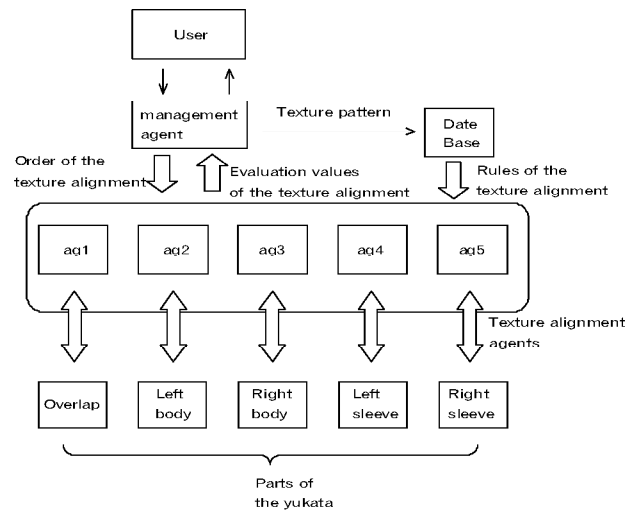 User
management
agent
Texture pattern
Date
Base
Order of the
texture alignment
Evaluation values
of the texture alignment
Rules of the
texture alignment
ag1
ag2
ag3
ag4
ag5
Texture alignment
agents
Overlap
Left
body
Right
body
Left
sleeve
Right
sleeve
Parts of
the yukata